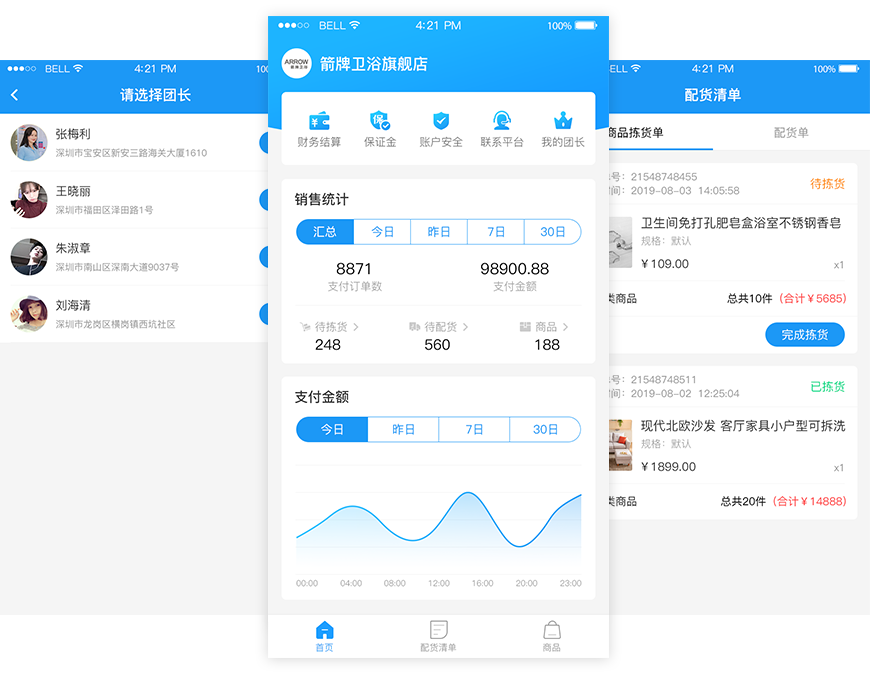 BELL
4:21 PM
请选择团长
张梅利
深圳市宝安区新安三路海关大厦1610
王晓丽
深圳市福田区泽田路1号
朱淑章
深圳市南山区深南大道9037号
刘海清
深圳市龙岗区横岗镇西坑社区
BELL
4:21 PM
100%
ARROW
箭牌卫浴旗舰店
财务结算
保证金
账户安全
联系平台
我的团长
销售统计
汇总
今日
昨日
7日
30日
8871
98900.88
支付订单数
支付金额
待拣货
待配货
商品
248
560
188
支付金额
今日
昨日
7日
30日
00:00
04:00
08:00
12:00
16:00
20:00
23:00
首页
配货清单
商品
ELL
4:21 PM
100%
配货清单
商品拣货单
配货单
号：21548748455
间：2019-08-03 14:05:58
待拣货
卫生间免打孔肥皂盒浴室不锈钢香皂
规格：默认
¥109.00
x1
类商品
总共10件（合计¥5685）
完成拣货
号：21548748511
间：2019-08-02 12:25:04
已拣货
现代北欧沙发 客厅家具小户型可拆洗
规格：默认
¥1899.00
x1
类商品
总共20件（合计¥14888）